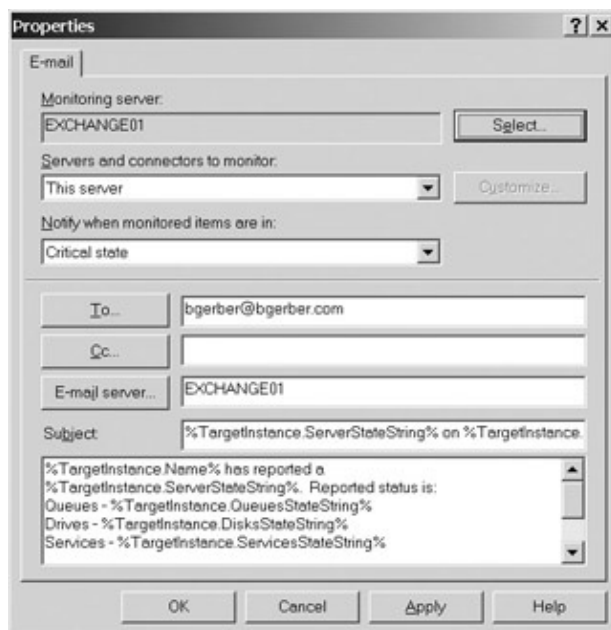 Properties
? ×
E-mail
Monitoring server:
EXCHANGE01
Select...
Servers and connectors to monitor:
This server
Customize...
Notify when monitored items are in:
Critical state
To...
bgerber@bgerber.com
Cc...
E-mail server...
EXCHANGE01
Subject
%TargetInstance.ServerStateString% on %TargetInstance.
%TargetInstance.Name% has reported a
%TargetInstance.ServerStateString%. Reported status is:
Queues - %TargetInstance.QueuesStateString%
Drives - %TargetInstance.DisksStateString%
Services - %TargetInstance.ServicesStateString%
OK
Cancel
Apply
Help